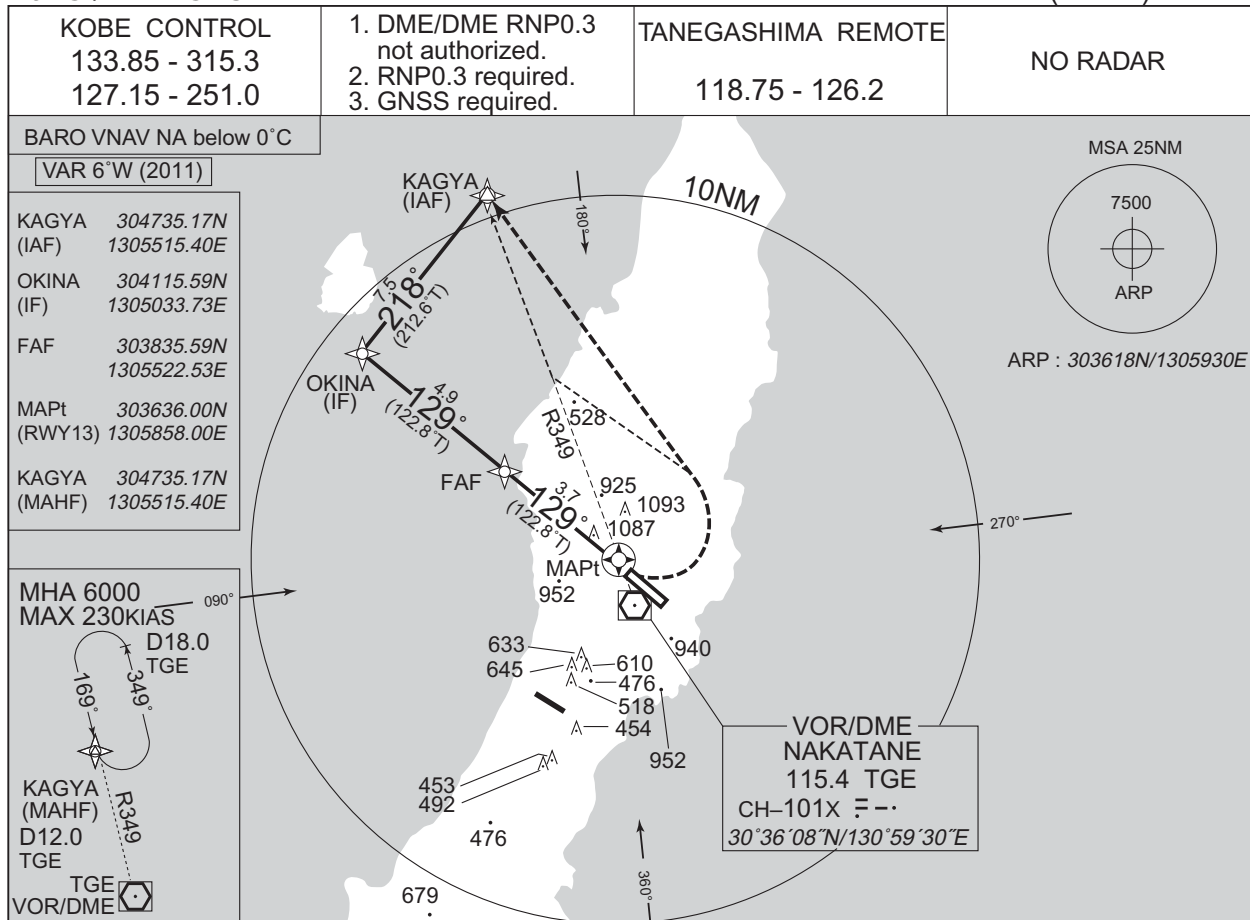 KOBE CONTROL
133.85 - 315.3
127.15 - 251.0
1. DME/DME RNP0.3
not authorized.
2. RNP0.3 required.
3. GNSS required.
TANEGASHIMA REMOTE
118.75 - 126.2
NO RADAR
BARO VNAV NA below 0˚C
VAR 6˚W (2011)
KAGYA 304735.17N
(IAF) 1305515.40E
OKINA 304115.59N
(IF) 1305033.73E
FAF 303835.59N
1305522.53E
MAPt 303636.00N
(RWY13) 1305858.00E
KAGYA 304735.17N
(MAHF) 1305515.40E
KAGYA
(IAF)
180˚
10NM
MSA 25NM
7500
ARP
ARP : 303618N/1305930E
7.5
218˚
(212.6˚T)
OKINA
(IF)
4.9
129˚
(122.8˚T)
R349
528
FAF
3.7
129˚
(122.8˚T)
925
1093
1087
MAPt
952
270˚
090˚
633
645
610
476
518
454
940
952
453
492
476
679
360˚
VOR/DME
NAKATANE
115.4 TGE
CH–101X
30˚36´08˝N/130˚59´30˝E
MHA 6000
MAX 230KIAS
D18.0
TGE
169˚
349˚
KAGYA
(MAHF)
D12.0
TGE
R349
TGE
VOR/DME